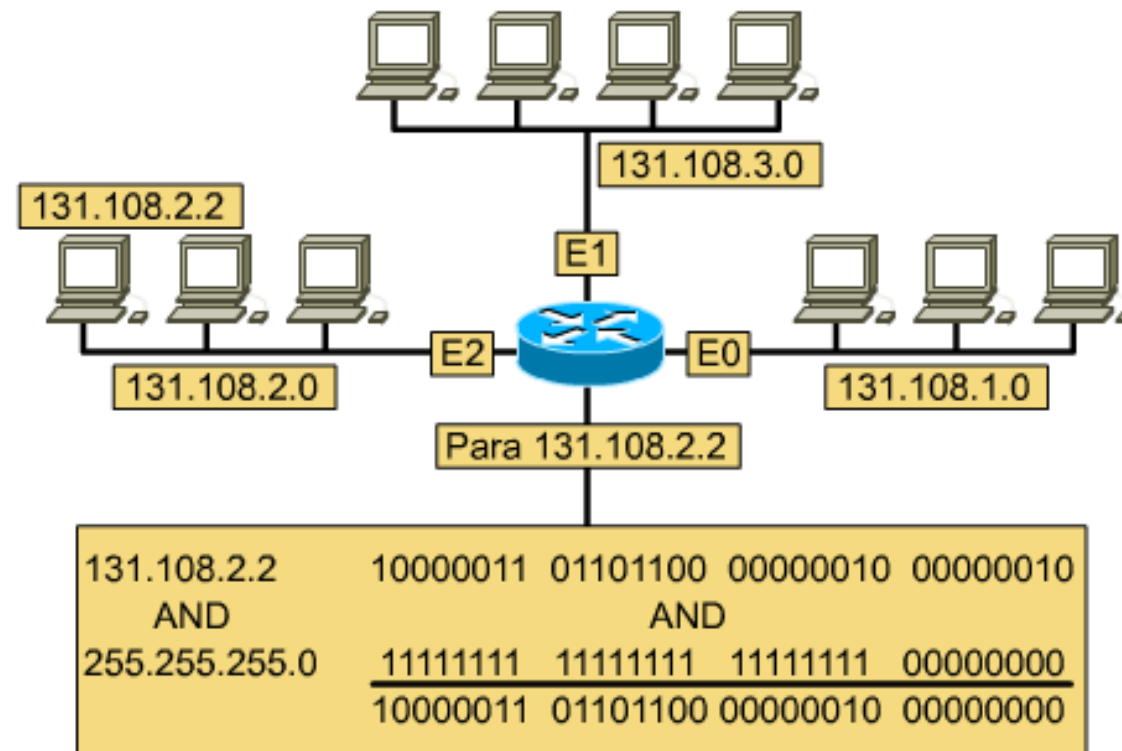 131.108.3.0
131.108.2.2
E1
E2
E0
131.108.2.0
131.108.1.0
Para 131.108.2.2
131.108.2.2 10000011 01101100 00000010 00000010
AND AND
255.255.255.0 11111111 11111111 11111111 00000000
10000011 01101100 00000010 00000000